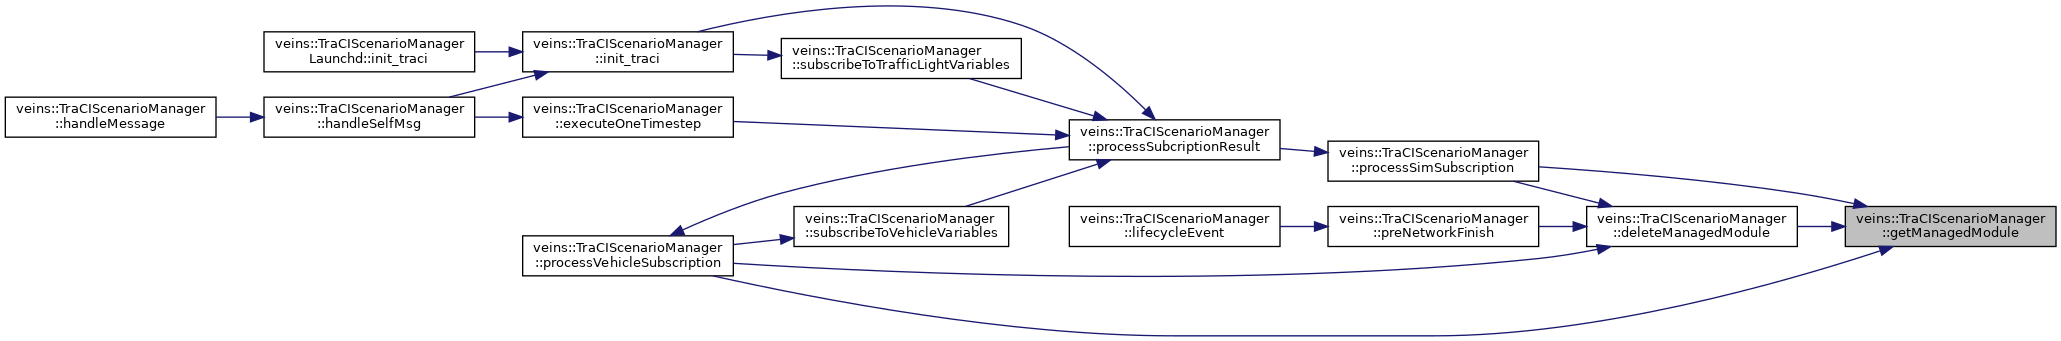 veins::TraCIScenarioManager
Launchd::init_traci
veins::TraCIScenarioManager
::init_traci
veins::TraCIScenarioManager
::subscribeToTrafficLightVariables
veins::TraCIScenarioManager
::handleMessage
veins::TraCIScenarioManager
::handleSelfMsg
veins::TraCIScenarioManager
::executeOneTimestep
veins::TraCIScenarioManager
::processSubcriptionResult
veins::TraCIScenarioManager
::processSimSubscription
veins::TraCIScenarioManager
::processVehicleSubscription
veins::TraCIScenarioManager
::subscribeToVehicleVariables
veins::TraCIScenarioManager
::lifecycleEvent
veins::TraCIScenarioManager
::preNetworkFinish
veins::TraCIScenarioManager
::deleteManagedModule
veins::TraCIScenarioManager
::getManagedModule